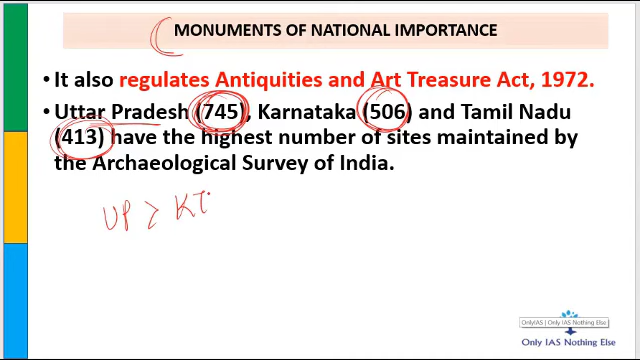 MONUMENTS OF NATIONAL IMPORTANCE
• It also regulates Antiquities and Art Treasure Act, 1972.
• Uttar Pradesh (745), Karnataka (506) and Tamil Nadu
(413) have the highest number of sites maintained by
the Archaeological Survey of India.
UP > KT
OnlyIAS | Only IAS Nothing Else
Only IAS Nothing Else